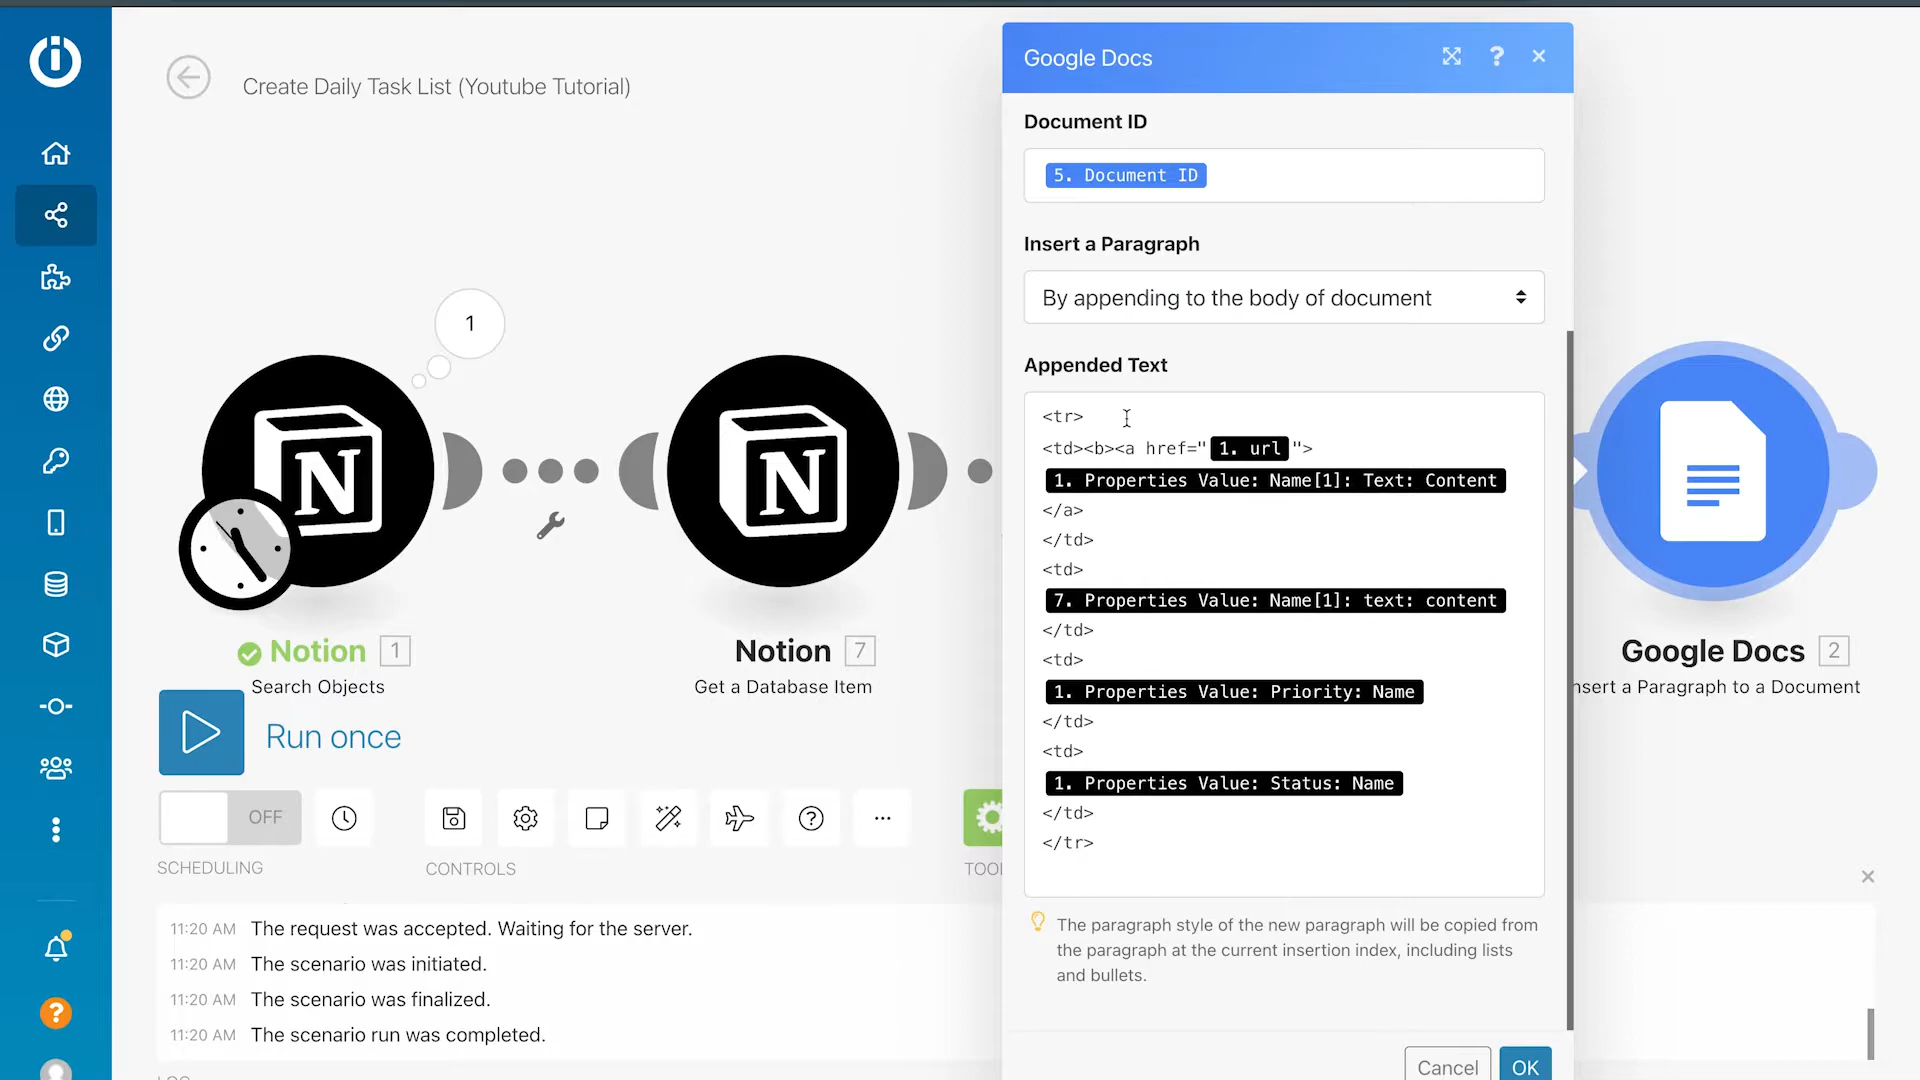 Create Daily Task List (Youtube Tutorial)
1
Notion 1
Search Objects
Notion 7
Get a Database Item
Run once
OFF
SCHEDULING
CONTROLS
11:20 AM The request was accepted. Waiting for the server.
11:20 AM The scenario was initiated.
11:20 AM The scenario was finalized.
11:20 AM The scenario run was completed.
Google Docs
Document ID
5. Document ID
Insert a Paragraph
By appending to the body of document
Appended Text
<tr>
<td><b><a href=" 1. url ">
1. Properties Value: Name[1]: Text: Content
</a>
</td>
<td>
7. Properties Value: Name[1]: text: content
</td>
<td>
1. Properties Value: Priority: Name
</td>
<td>
1. Properties Value: Status: Name
</td>
</tr>
The paragraph style of the new paragraph will be copied from
the paragraph at the current insertion index, including lists
and bullets.
Cancel OK
Google Docs 2
nsert a Paragraph to a Document